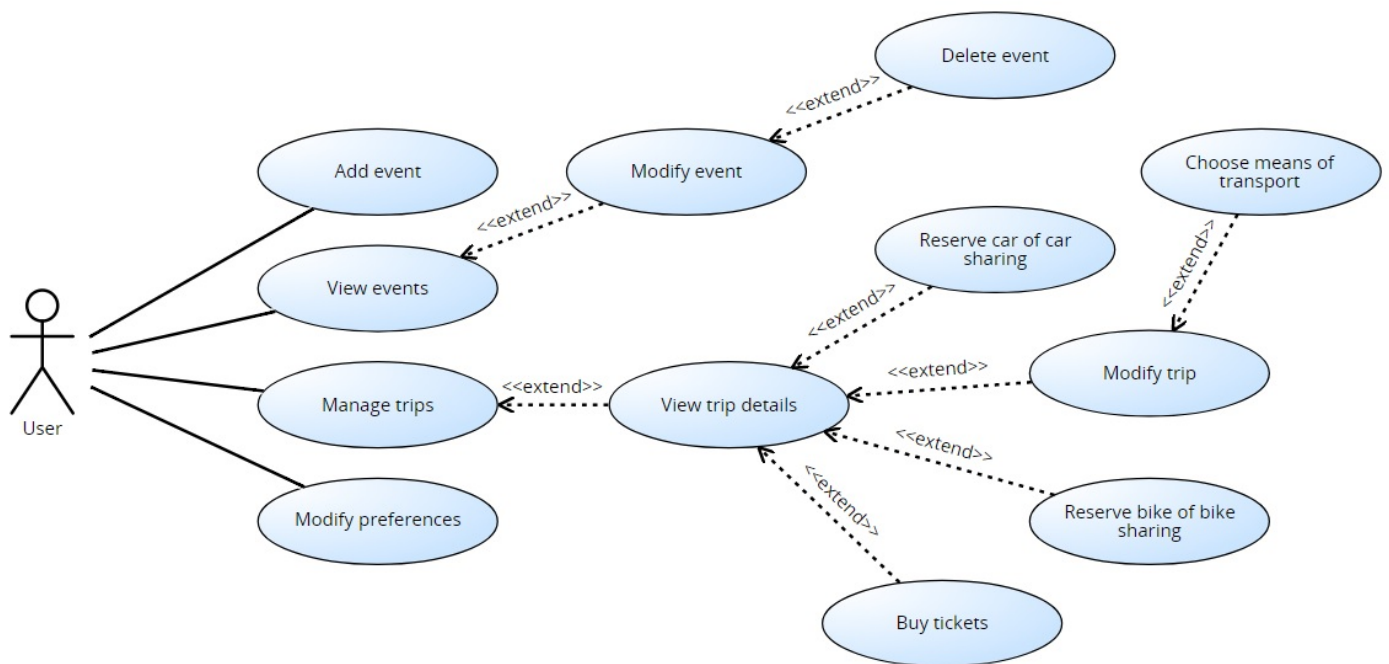 Delete event
<<extend>>
Add event
Modify event
Choose means of
transport
<<extend>>
Reserve car of car
sharing
<<extend>>
View events
<<extend>>
User
Manage trips
<<extend>>
View trip details
<<extend>>
Modify trip
<<extend>>
Modify preferences
<<extend>>
Reserve bike of bike
sharing
Buy tickets